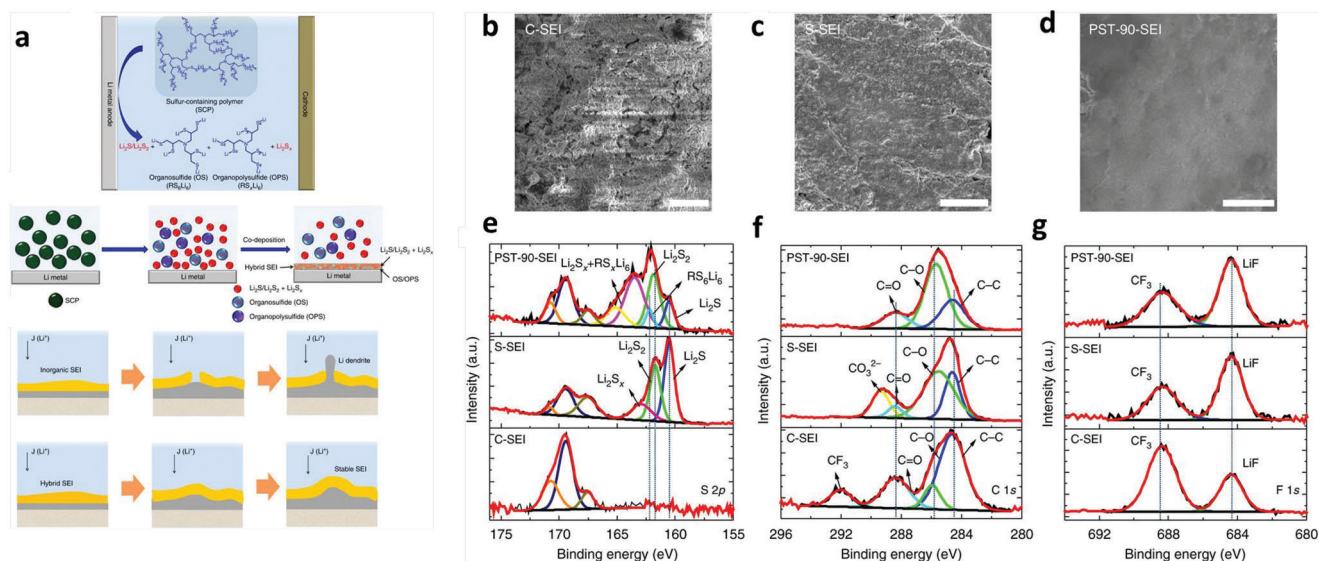 a
Li metal anode
Cathode
Sulfur-containing polymer
(SCP)
Li₂S/Li₂S₂ +
+
+ Li₂Sₓ
Organosulfide (OS)
(RS₆Li₆)
Organopolysulfide (OPS)
(RSₓLi₆)
Li metal
SCP
Li metal
Co-deposition
Hybrid SEI
Li metal
Li₂S/Li₂S₂ + Li₂Sₓ
OS/OPS
Li₂S/Li₂S₂ + Li₂Sₓ
Organosulfide (OS)
Organopolysulfide (OPS)
J (Li⁺)
Inorganic SEI
J (Li⁺)
J (Li⁺)
Li dendrite
J (Li⁺)
Hybrid SEI
J (Li⁺)
J (Li⁺)
Stable SEI
b
C-SEI
c
S-SEI
d
PST-90-SEI
e
PST-90-SEI
Li₂Sₓ+RSₓLi₆
Li₂S₂
RS₆Li₆
Li₂S
S-SEI
Li₂S₂
Li₂S
Li₂Sₓ
C-SEI
S 2p
Intensity (a.u.)
175 170 165 160 155
Binding energy (eV)
f
PST-90-SEI
C–O
C=O
C–C
S-SEI
C–O
CO₃²⁻
C=O
C–C
C-SEI
C–O
C–C
CF₃
C=O
C 1s
Intensity (a.u.)
296 292 288 284 280
Binding energy (eV)
g
PST-90-SEI
LiF
CF₃
S-SEI
LiF
CF₃
C-SEI
CF₃
LiF
F 1s
Intensity (a.u.)
692 688 684 680
Binding energy (eV)